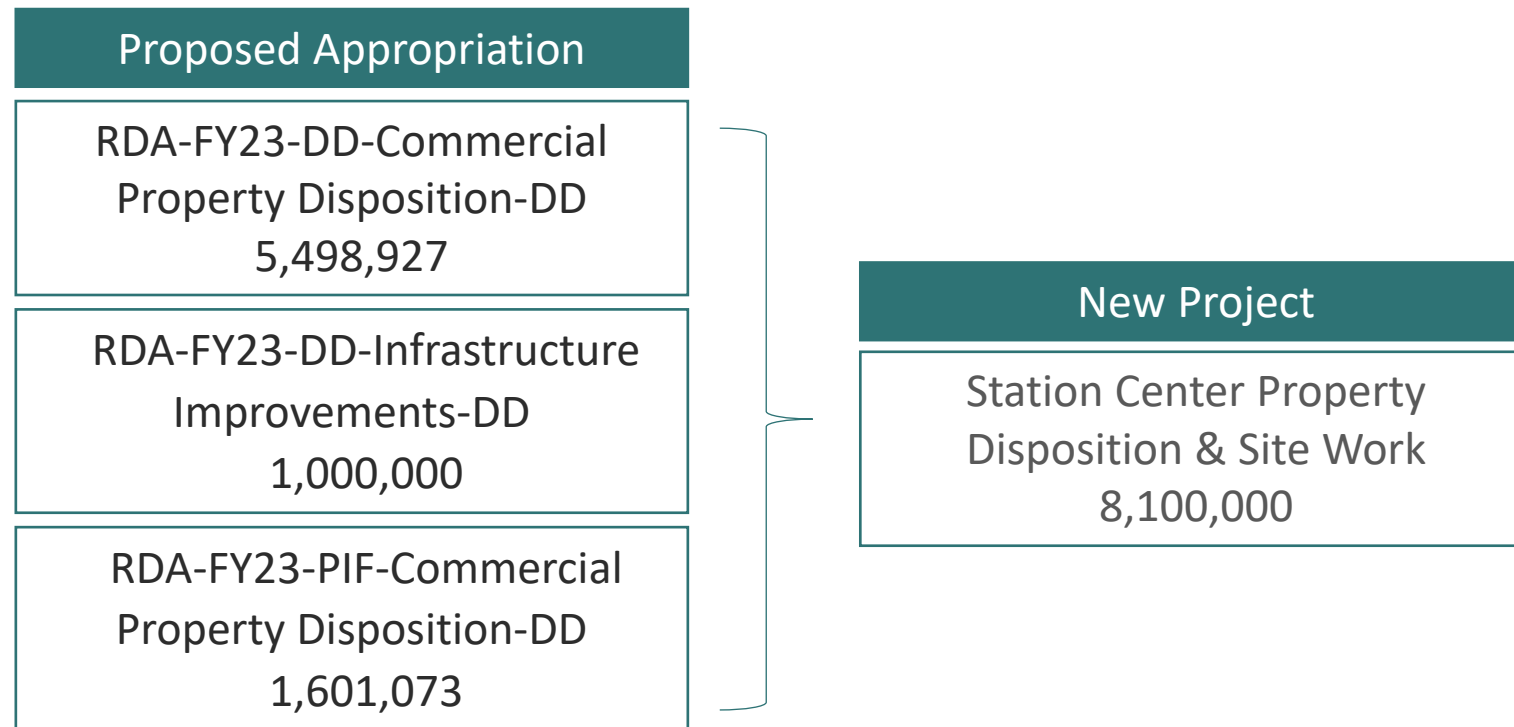 Proposed Appropriation
RDA-FY23-DD-Commercial
Property Disposition-DD
5,498,927
RDA-FY23-DD-Infrastructure
Improvements-DD
1,000,000
RDA-FY23-PIF-Commercial
Property Disposition-DD
1,601,073
New Project
Station Center Property
Disposition & Site Work
8,100,000